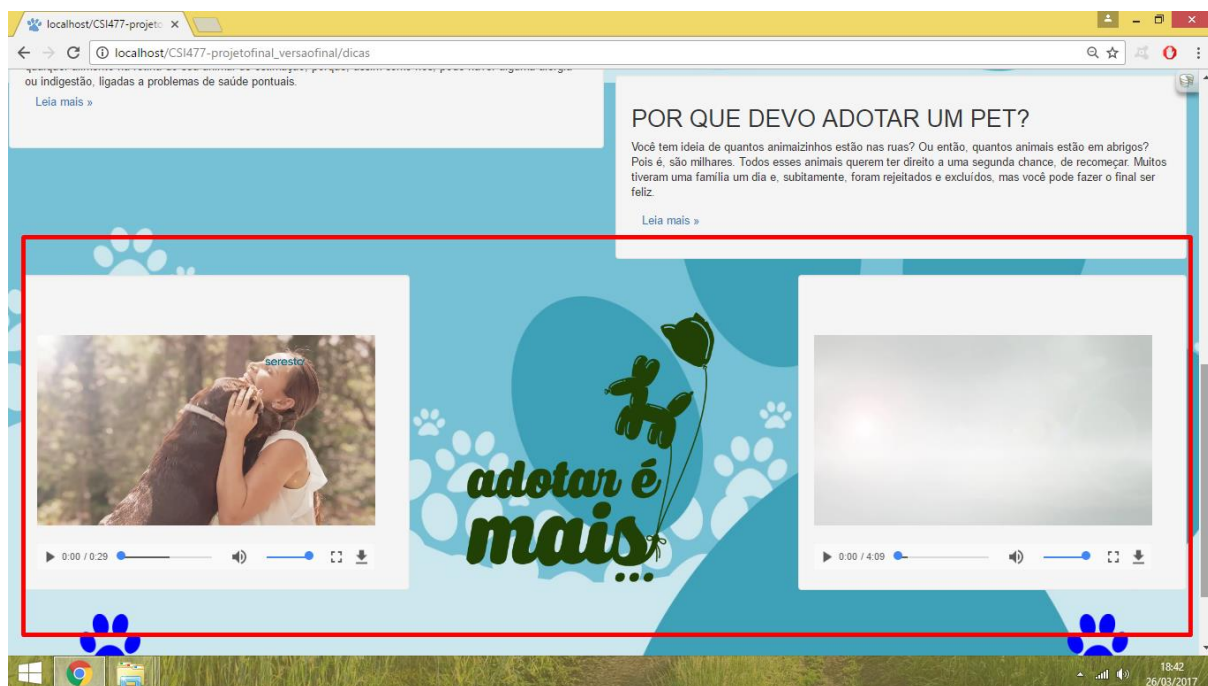 localhost/CSI477-projeto
localhost/CSI477-projetofinal_versaofinal/dicas
ou indigestão, ligadas a problemas de saúde pontuais.
Leia mais »
POR QUE DEVO ADOTAR UM PET?
Você tem ideia de quantos animaizinhos estão nas ruas? Ou então, quantos animais estão em abrigos?
Pois é, são milhares. Todos esses animais querem ter direito a uma segunda chance, de recomeçar. Muitos
tiveram uma família um dia e, subitamente, foram rejeitados e excluídos, mas você pode fazer o final ser
feliz.
Leia mais »
seresto
adotar é
mais...
0:00 / 0:29
0:00 / 4:09
18:42
26/03/2017